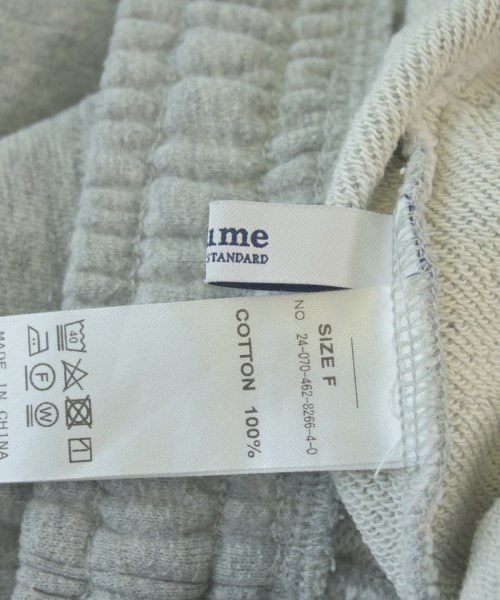 ume
STANDARD
SIZE F
NO. 24-070-462-8266-4-0
COTTON 100%
40
F
W
MADE IN CHINA